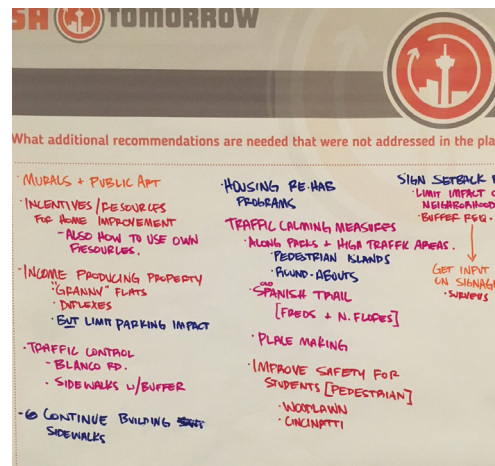 SA TOMORROW
What additional recommendations are needed that were not addressed in the pla
· MURALS + PUBLIC ART
· INCENTIVES/RESOURCES
FOR HOME IMPROVEMENT
- ALSO HOW TO USE OWN
RESOURCES.
· INCOME PRODUCING PROPERTY
"GRANNY" FLATS
· DUPLEXES
· BUT LIMIT PARKING IMPACT
· TRAFFIC CONTROL
- BLANCO RD.
- SIDEWALKS W/BUFFER
CONTINUE BUILDING
SIDEWALKS
· HOUSING RE-HAB
PROGRAMS
TRAFFIC CALMING MEASURES
· ALONG PARKS + HIGH TRAFFIC AREAS.
· PEDESTRIAN ISLANDS
· ROUND-ABOUTS
· OLD SPANISH TRAIL
[FREDS + N. FLORES]
· PLACE MAKING
· IMPROVE SAFETY FOR
STUDENTS [PEDESTRIAN]
· WOODLAWN
· CINCINATTI
SIGN SETBACK
· LIMIT IMPACT
NEIGHBORHOOD
· BUFFER REQ.
GET INPUT
ON SIGNAG
· SURVEYS